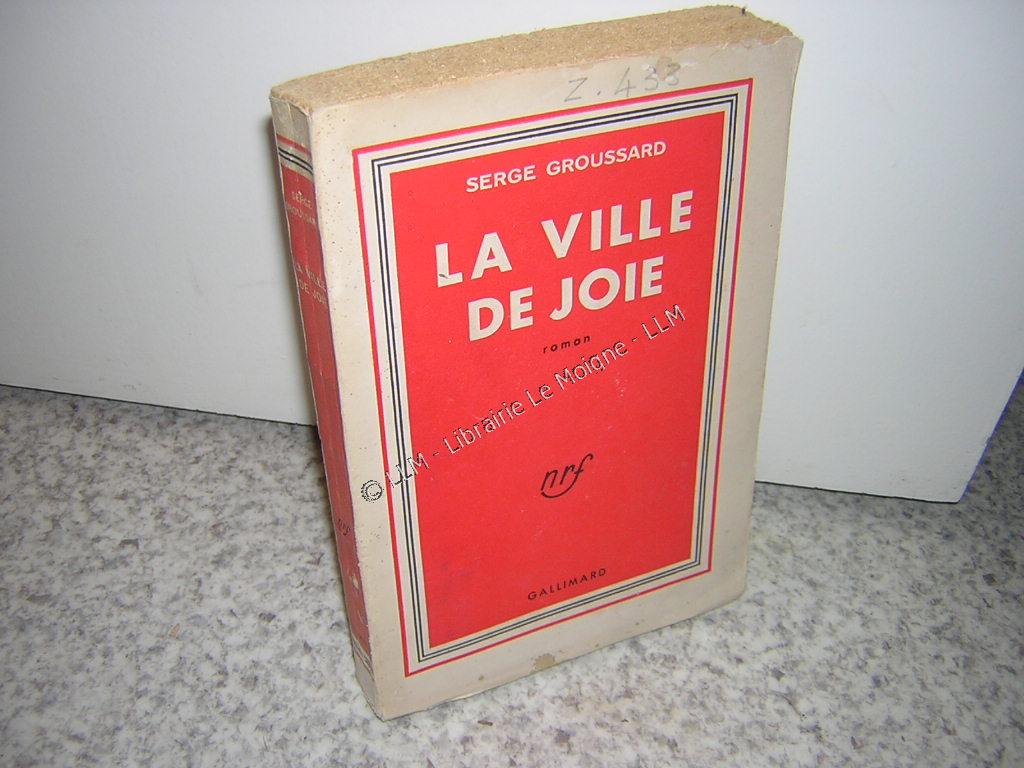 Z. 433
SERGE GROUSSARD
LA VILLE
DE JOIE
roman
© LLM - Librairie Le Moigne - LLM
nrf
GALLIMARD
SERGE
GROUSSARD
LA VILLE
DE JOIE
nrf